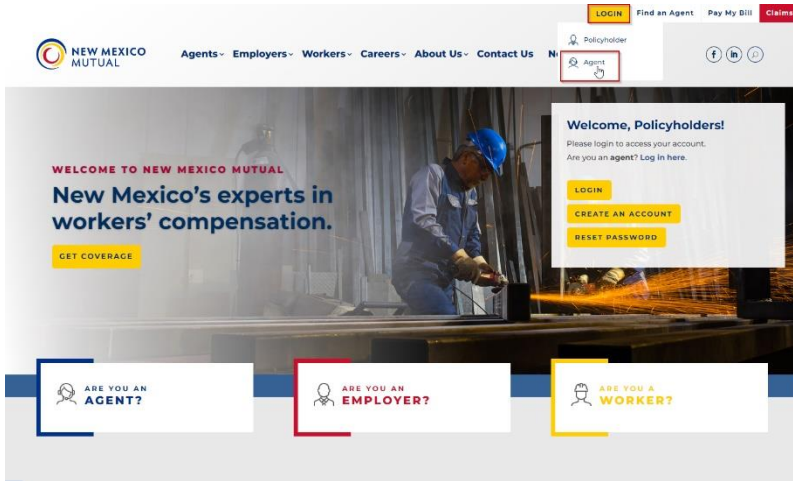 LOGIN Find an Agent Pay My Bill Claims
Policyholder
Agent
NEW MEXICO
MUTUAL
Agents Employers Workers Careers About Us Contact Us
Welcome, Policyholders!
Please login to access your account.
Are you an agent? Log in here.
LOGIN
CREATE AN ACCOUNT
RESET PASSWORD
WELCOME TO NEW MEXICO MUTUAL
New Mexico's experts in
workers' compensation.
GET COVERAGE
ARE YOU AN
AGENT?
ARE YOU AN
EMPLOYER?
ARE YOU A
WORKER?